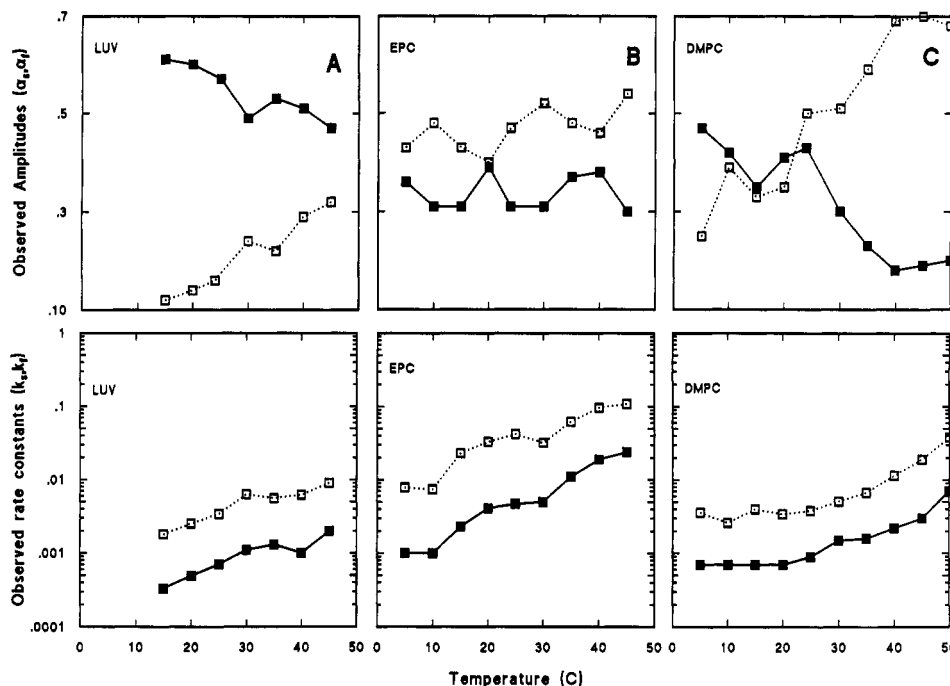 Observed Amplitudes (αs,αf)
.7
.5
.3
.10
LUV
A
EPC
B
DMPC
C
Observed rate constants (ks,kf)
1
.1
.01
.001
.0001
LUV
EPC
DMPC
0 10 20 30 40 50 10 20 30 40 50 10 20 30 40 50
Temperature (C)